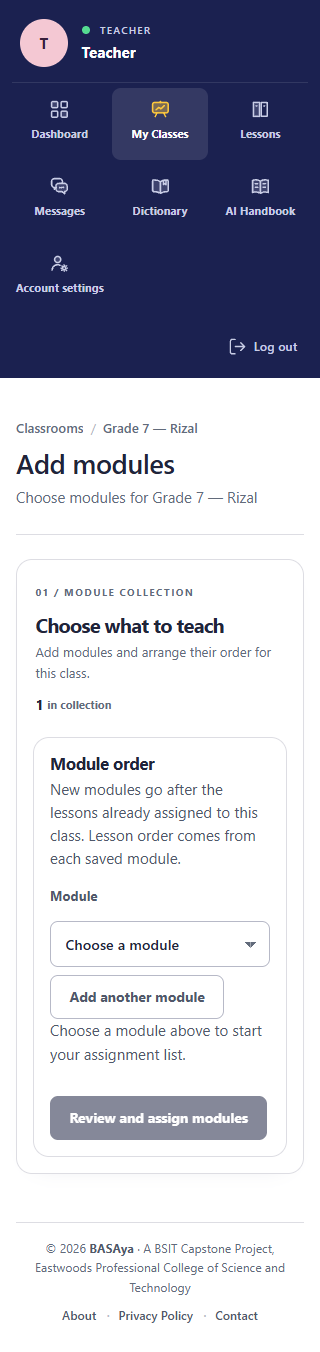 T
TEACHER
Teacher
Dashboard
My Classes
Lessons
Messages
Dictionary
AI Handbook
Account settings
Log out
Classrooms / Grade 7 — Rizal
Add modules
Choose modules for Grade 7 — Rizal
01 / MODULE COLLECTION
Choose what to teach
Add modules and arrange their order for
this class.
1 in collection
Module order
New modules go after the
lessons already assigned to this
class. Lesson order comes from
each saved module.
Module
Choose a module
Add another module
Choose a module above to start
your assignment list.
Review and assign modules
© 2026 BASAya · A BSIT Capstone Project,
Eastwoods Professional College of Science and
Technology
About · Privacy Policy · Contact